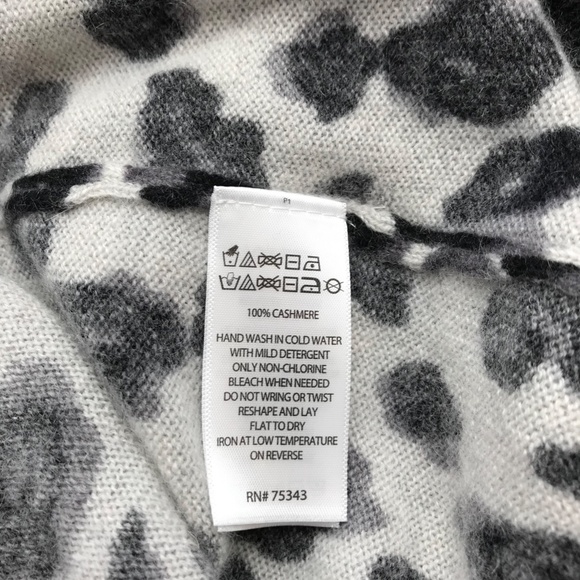 P1
100% CASHMERE
HAND WASH IN COLD WATER
WITH MILD DETERGENT
ONLY NON-CHLORINE
BLEACH WHEN NEEDED
DO NOT WRING OR TWIST
RESHAPE AND LAY
FLAT TO DRY
IRON AT LOW TEMPERATURE
ON REVERSE
RN# 75343